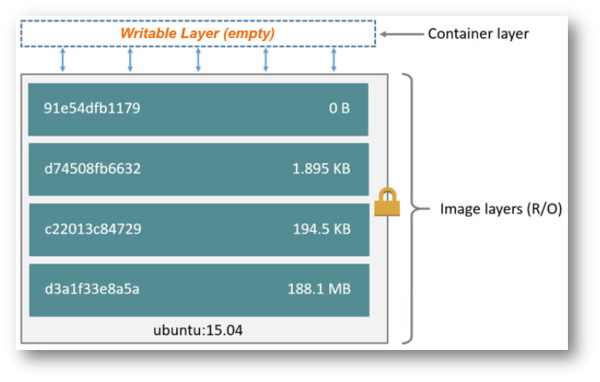 Writable Layer (empty)
Container layer
91e54dfb1179 0 B
d74508fb6632 1.895 KB
c22013c84729 194.5 KB
Image layers (R/O)
d3a1f33e8a5a 188.1 MB
ubuntu:15.04